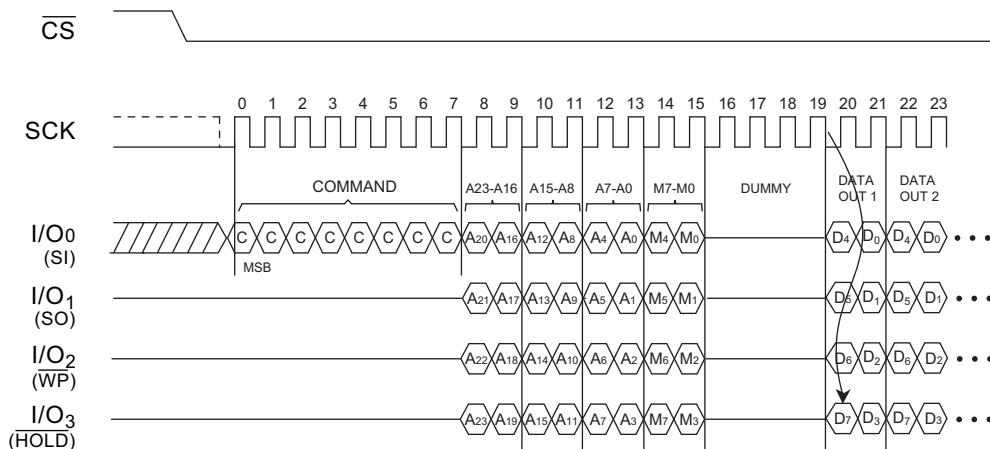 CS
0 1 2 3 4 5 6 7 8 9 10 11 12 13 14 15 16 17 18 19 20 21 22 23
SCK
COMMAND A23-A16 A15-A8 A7-A0 M7-M0 DUMMY DATA OUT 1 DATA OUT 2
I/O0 (SI) C C C C C C C C A20 A16 A12 A8 A4 A0 M4 M0 D4 D0 D4 D0 • • •
MSB
I/O1 (SO) A21 A17 A13 A9 A5 A1 M5 M1 D5 D1 D5 D1 • • •
I/O2 (WP) A22 A18 A14 A10 A6 A2 M6 M2 D6 D2 D6 D2 • • •
I/O3 (HOLD) A23 A19 A15 A11 A7 A3 M7 M3 D7 D3 D7 D3 • • •